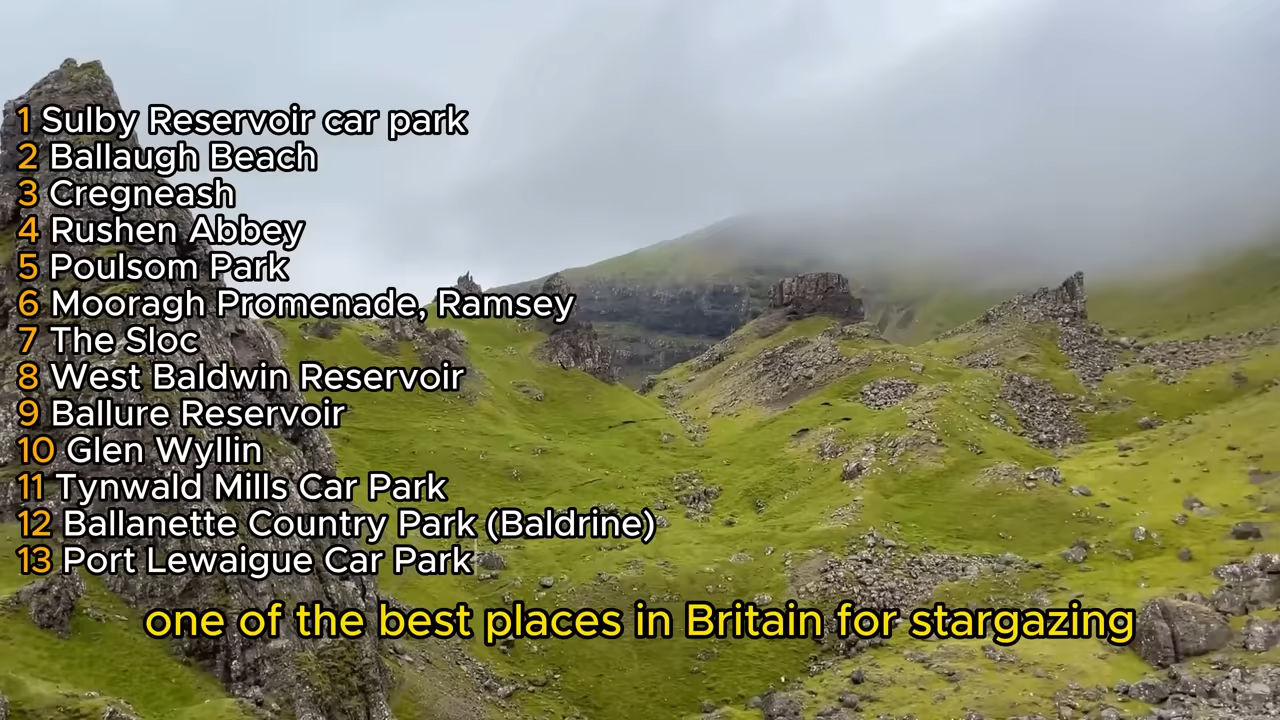 1 Sulby Reservoir car park
2 Ballaugh Beach
3 Cregneash
4 Rushen Abbey
5 Poulsom Park
6 Mooragh Promenade, Ramsey
7 The Sloc
8 West Baldwin Reservoir
9 Ballure Reservoir
10 Glen Wyllin
11 Tynwald Mills Car Park
12 Ballanette Country Park (Baldrine)
13 Port Lewaigue Car Park
one of the best places in Britain for stargazing